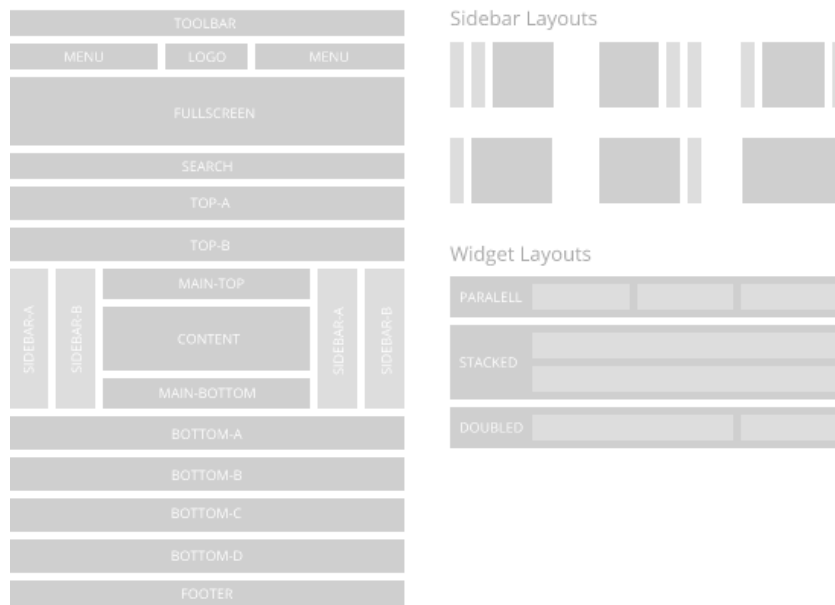 TOOLBAR
MENU LOGO MENU
FULLSCREEN
SEARCH
TOP-A
TOP-B
SIDEBAR-A
SIDEBAR-B
MAIN-TOP
CONTENT
MAIN-BOTTOM
SIDEBAR-A
SIDEBAR-B
BOTTOM-A
BOTTOM-B
BOTTOM-C
BOTTOM-D
FOOTER
Sidebar Layouts
Widget Layouts
PARALELL
STACKED
DOUBLED